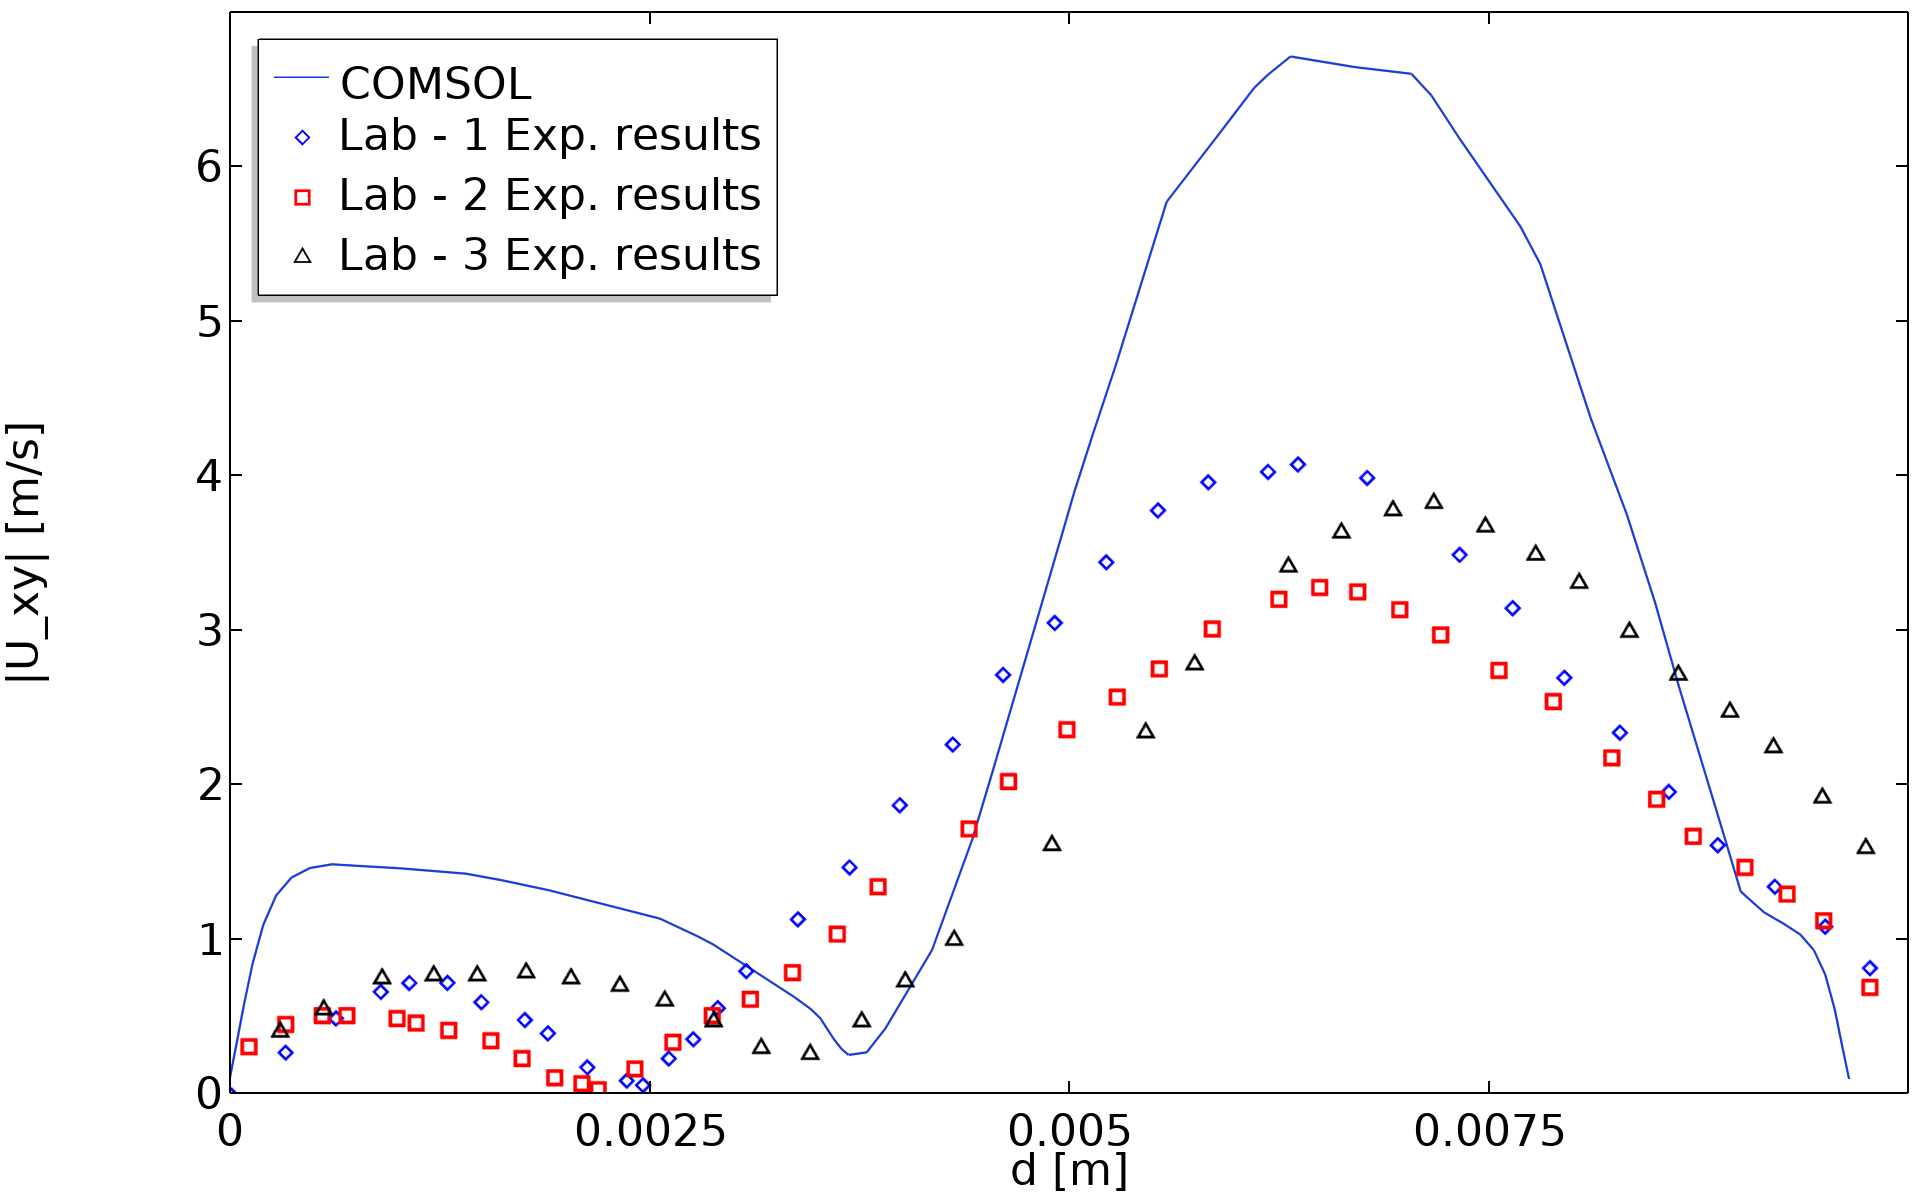 COMSOL
Lab - 1 Exp. results
Lab - 2 Exp. results
Lab - 3 Exp. results
6
5
4
3
2
1
0
|U_xy| [m/s]
0 0.0025 0.005 0.0075
d [m]